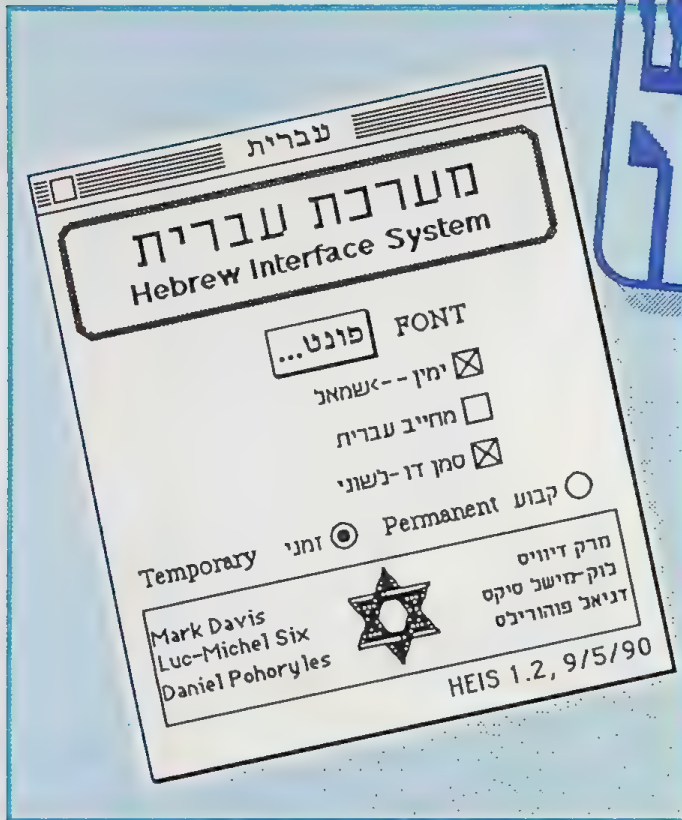 עברית
מערכת עברית
Hebrew Interface System
פונט... FONT
ימין -->שמאל
מחייב עברית
סמן דו-לשוני
Temporary זמני Permanent קבוע
מרק דיוויס
לוק-מישל סיקס
דניאל פוהורילס
Mark Davis
Luc-Michel Six
Daniel Pohoryles
HEIS 1.2, 9/5/90